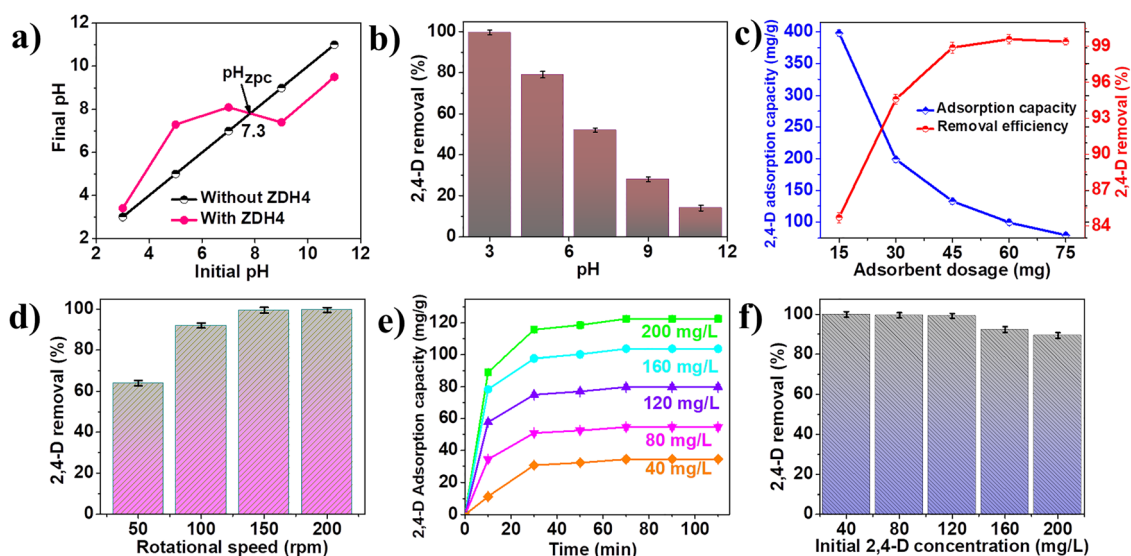 a)
12
10
8
6
4
2
Final pH
pHzpc
7.3
Without ZDH4
With ZDH4
2 4 6 8 10 12
Initial pH
b)
100
80
60
40
20
0
2,4-D removal (%)
3 6 9 12
pH
c)
400
350
300
250
200
150
100
2,4-D adsorption capacity (mg/g)
Adsorption capacity
Removal efficiency
99
96
93
90
87
84
2,4-D removal (%)
15 30 45 60 75
Adsorbent dosage (mg)
d)
100
80
60
40
20
0
2,4-D removal (%)
50 100 150 200
Rotational speed (rpm)
e)
120
100
80
60
40
20
0
2,4-D Adsorption capacity (mg/g)
200 mg/L
160 mg/L
120 mg/L
80 mg/L
40 mg/L
0 20 40 60 80 100 120
Time (min)
f)
100
80
60
40
20
0
2,4-D removal (%)
40 80 120 160 200
Initial 2,4-D concentration (mg/L)